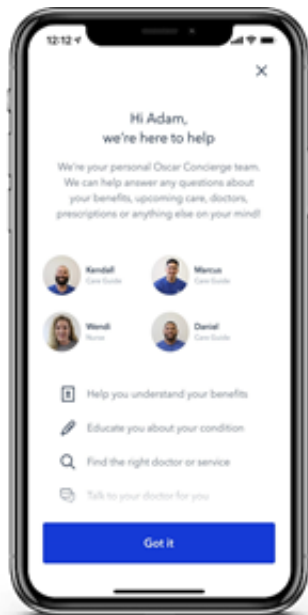 12:12
Hi Adam,
we're here to help
We're your personal Oscar Concierge team.
We can help answer any questions about
your benefits, upcoming care, doctors,
prescriptions or anything else on your mind!
Kendall
Care Guide
Marcus
Care Guide
Wendi
Nurse
Daniel
Care Guide
Help you understand your benefits
Educate you about your condition
Find the right doctor or service
Talk to your doctor for you
Got it